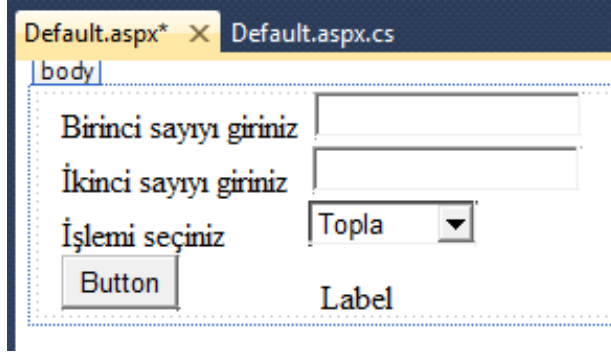 Default.aspx* Default.aspx.cs
body
Birinci sayıyı giriniz
İkinci sayıyı giriniz
İşlemi seçiniz Topla
Button Label